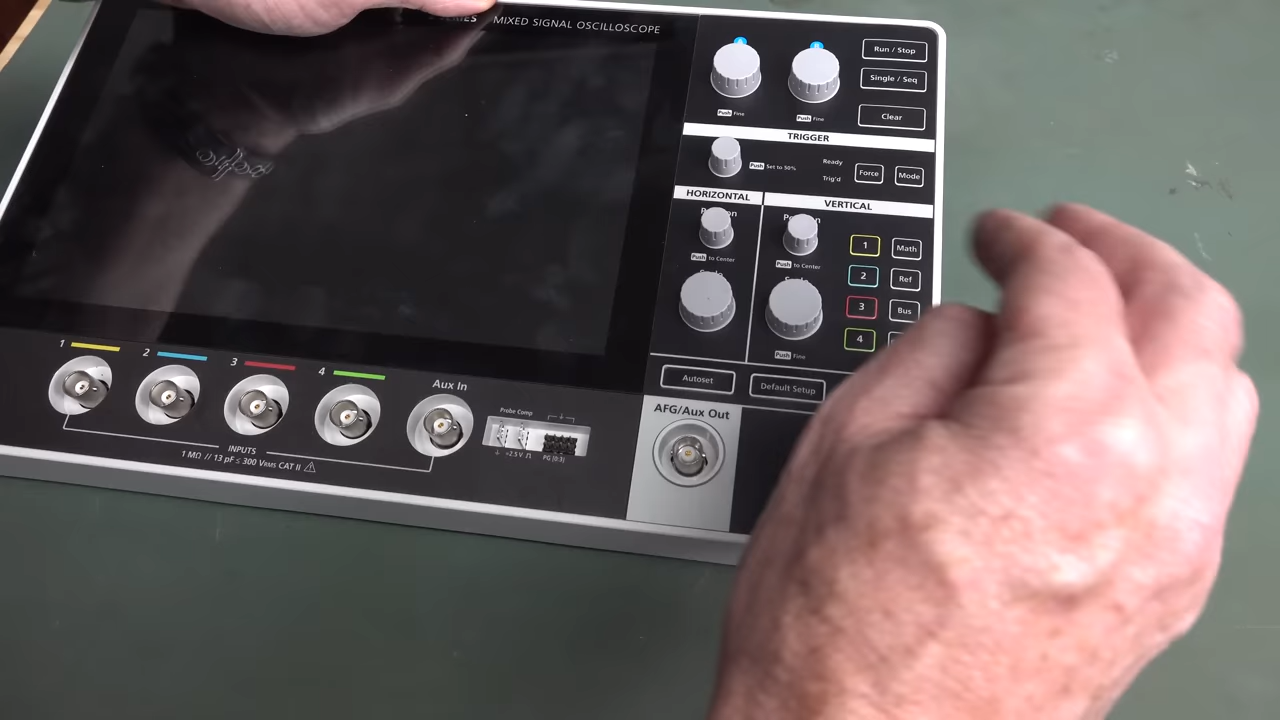 SERIES MIXED SIGNAL OSCILLOSCOPE
A
B
Run / Stop
Single / Seq
Clear
Push Fine
Push Fine
TRIGGER
Push Set to 50%
Ready
Trig'd
Force
Mode
HORIZONTAL
VERTICAL
Push to Center
Push to Center
Push Fine
1
2
3
4
Math
Ref
Bus
Autoset
Default Setup
1
2
3
4
Aux In
Probe Comp
⏚
≈2.5 V
PG [0:3]
AFG/Aux Out
INPUTS
1 MΩ // 13 pF ≤ 300 VRMS CAT II